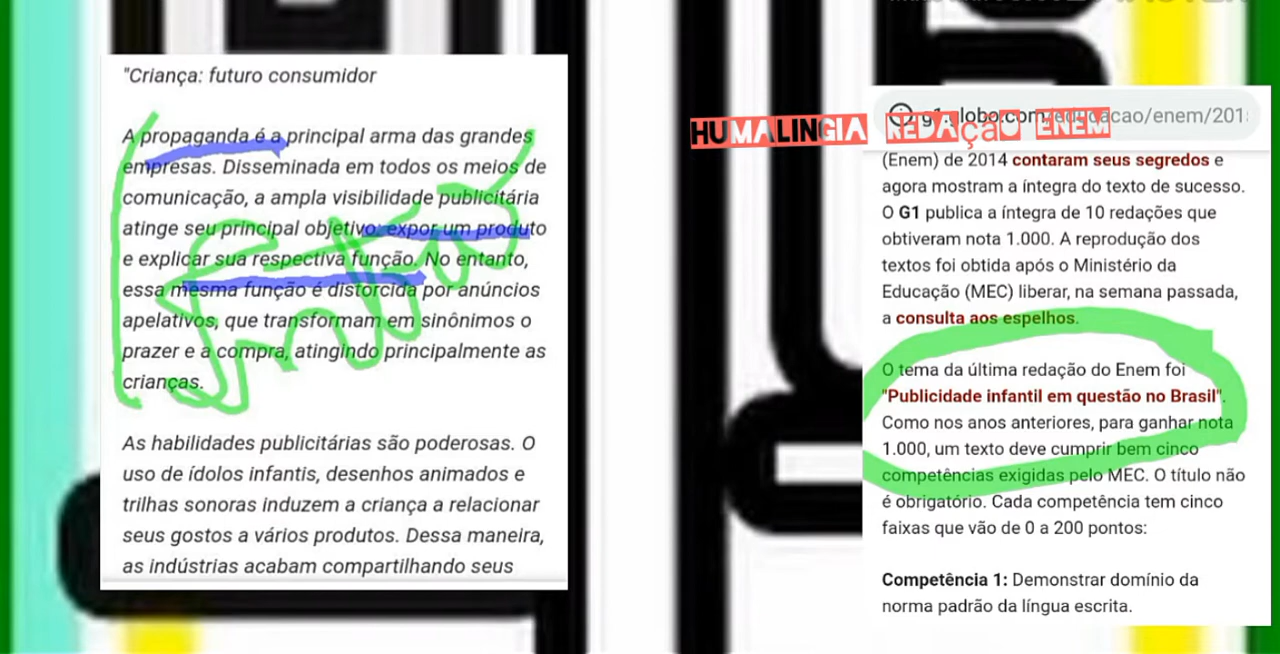 "Criança: futuro consumidor
A propaganda é a principal arma das grandes
empresas. Disseminada em todos os meios de
comunicação, a ampla visibilidade publicitária
atinge seu principal objetivo: expor um produto
e explicar sua respectiva função. No entanto,
essa mesma função é distorcida por anúncios
apelativos, que transformam em sinônimos o
prazer e a compra, atingindo principalmente as
crianças.
As habilidades publicitárias são poderosas. O
uso de ídolos infantis, desenhos animados e
trilhas sonoras induzem a criança a relacionar
seus gostos a vários produtos. Dessa maneira,
as indústrias acabam compartilhando seus
HUMALINGIA REDAçãO ENEM
g1.globo.com/educacao/enem/201
(Enem) de 2014 contaram seus segredos e
agora mostram a íntegra do texto de sucesso.
O G1 publica a íntegra de 10 redações que
obtiveram nota 1.000. A reprodução dos
textos foi obtida após o Ministério da
Educação (MEC) liberar, na semana passada,
a consulta aos espelhos.
O tema da última redação do Enem foi
"Publicidade infantil em questão no Brasil".
Como nos anos anteriores, para ganhar nota
1.000, um texto deve cumprir bem cinco
competências exigidas pelo MEC. O título não
é obrigatório. Cada competência tem cinco
faixas que vão de 0 a 200 pontos:
Competência 1: Demonstrar domínio da
norma padrão da língua escrita.